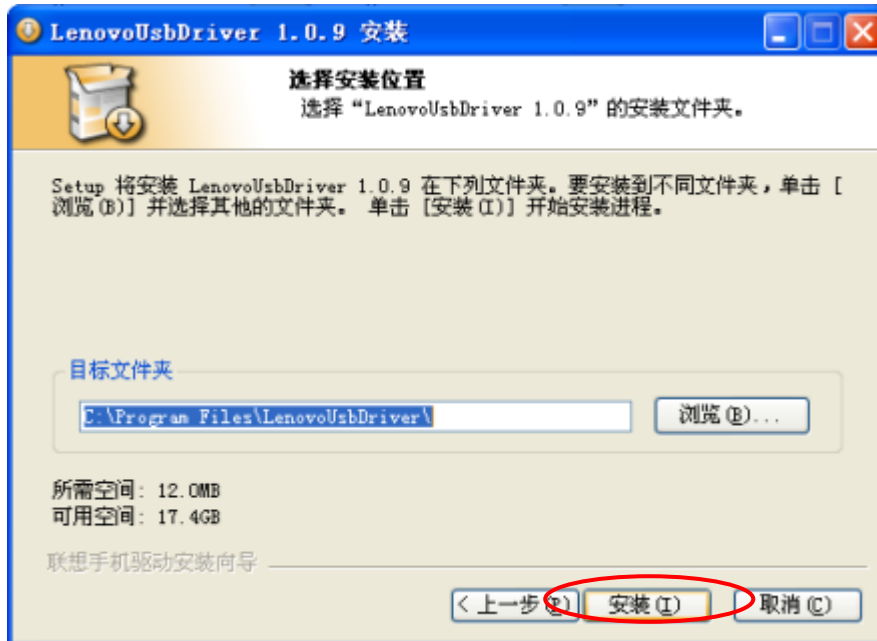 LenovoUsbDriver 1.0.9 安装
选择安装位置
选择 “LenovoUsbDriver 1.0.9” 的安装文件夹。
Setup 将安装 LenovoUsbDriver 1.0.9 在下列文件夹。要安装到不同文件夹，单击 [
浏览(B)] 并选择其他的文件夹。 单击 [安装(I)] 开始安装进程。
目标文件夹
C:\Program Files\LenovoUsbDriver\
浏览(B)...
所需空间: 12.0MB
可用空间: 17.4GB
联想手机驱动安装向导
< 上一步(P) 安装(I) 取消(C)